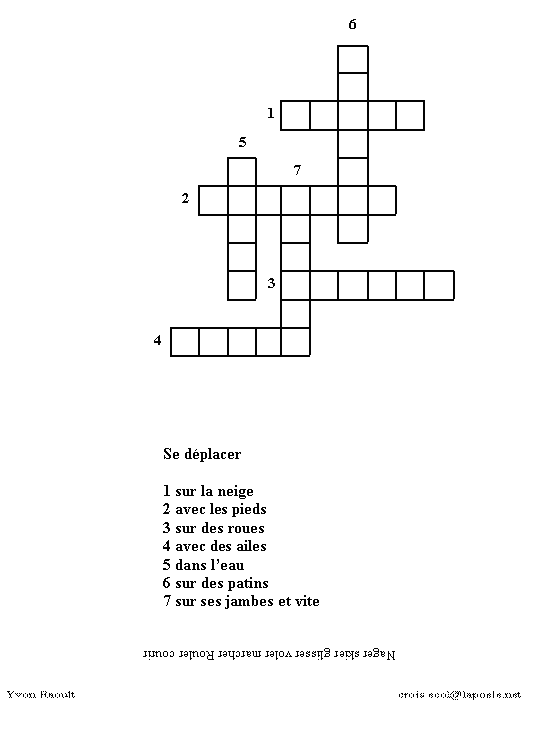 6
1
5
7
2
3
4
Se déplacer
1 sur la neige
2 avec les pieds
3 sur des roues
4 avec des ailes
5 dans l'eau
6 sur des patins
7 sur ses jambes et vite
Nager skier glisser voler marcher Rouler courir
Yvon Raoult crois.ecol@laposte.net